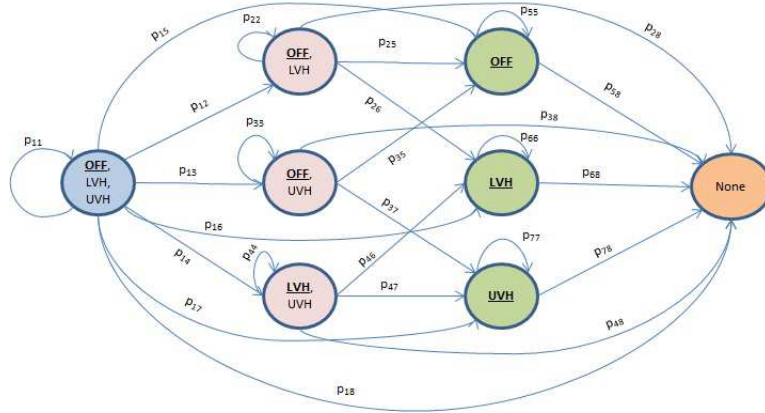 p15
p22
p55
OFF,
LVH
p25
OFF
p28
p12
p26
p58
p11
p33
p38
p66
OFF,
LVH,
UVH
p13
OFF,
UVH
p35
LVH
p68
None
p16
p37
p14
p44
p46
p77
p78
LVH,
UVH
p47
UVH
p17
p48
p18